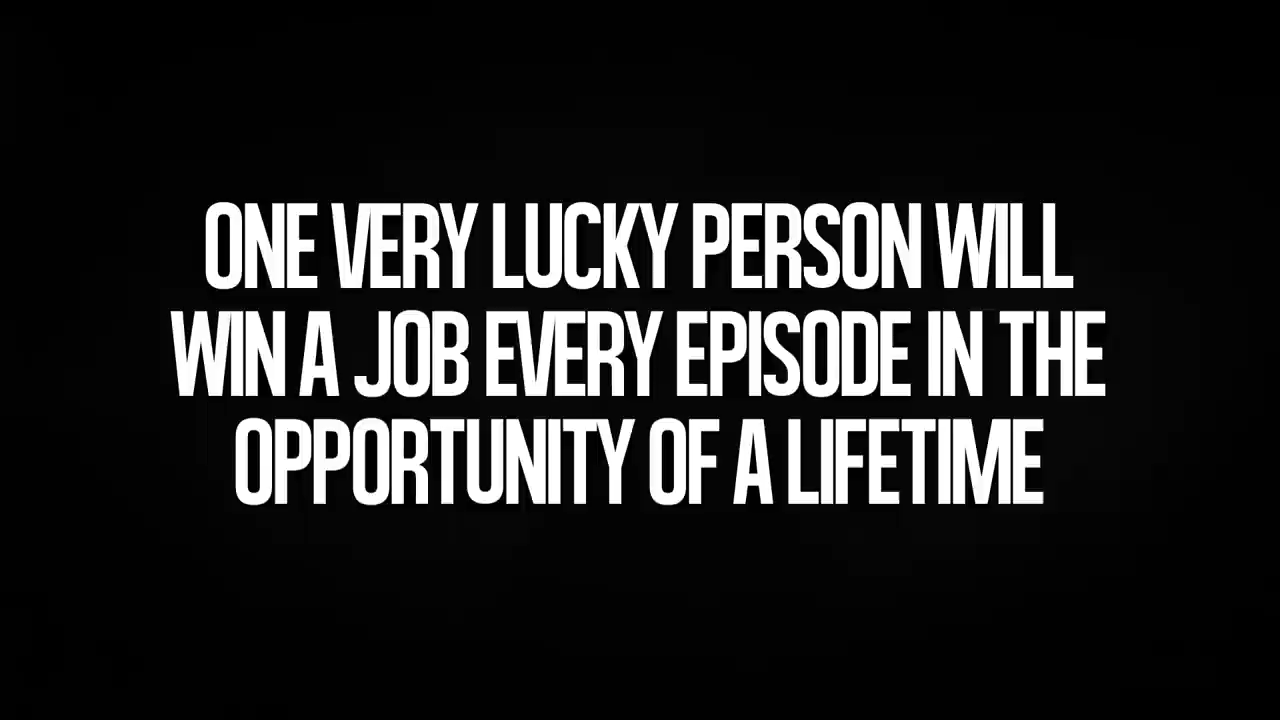 ONE VERY LUCKY PERSON WILL
WIN A JOB EVERY EPISODE IN THE
OPPORTUNITY OF A LIFETIME